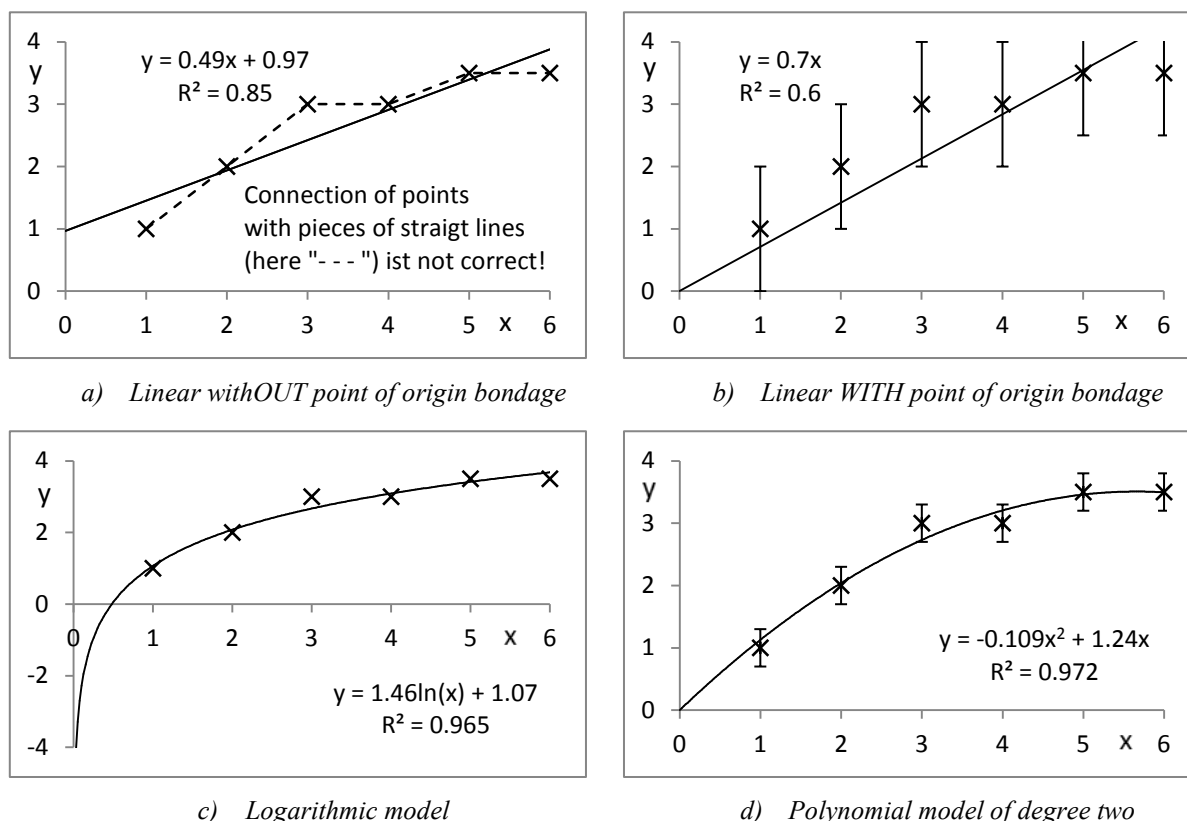 4
y
3
2
1
0
0 1 2 3 4 5 x 6
y = 0.49x + 0.97
R² = 0.85
Connection of points
with pieces of straigt lines
(here "- - - ") ist not correct!
a) Linear withOUT point of origin bondage
4
y
3
2
1
0
0 1 2 3 4 5 x 6
y = 0.7x
R² = 0.6
b) Linear WITH point of origin bondage
4
y
2
0
-2
-4
0 1 2 3 4 5 x 6
y = 1.46ln(x) + 1.07
R² = 0.965
c) Logarithmic model
4
y
3
2
1
0
0 1 2 3 4 5 x 6
y = -0.109x² + 1.24x
R² = 0.972
d) Polynomial model of degree two